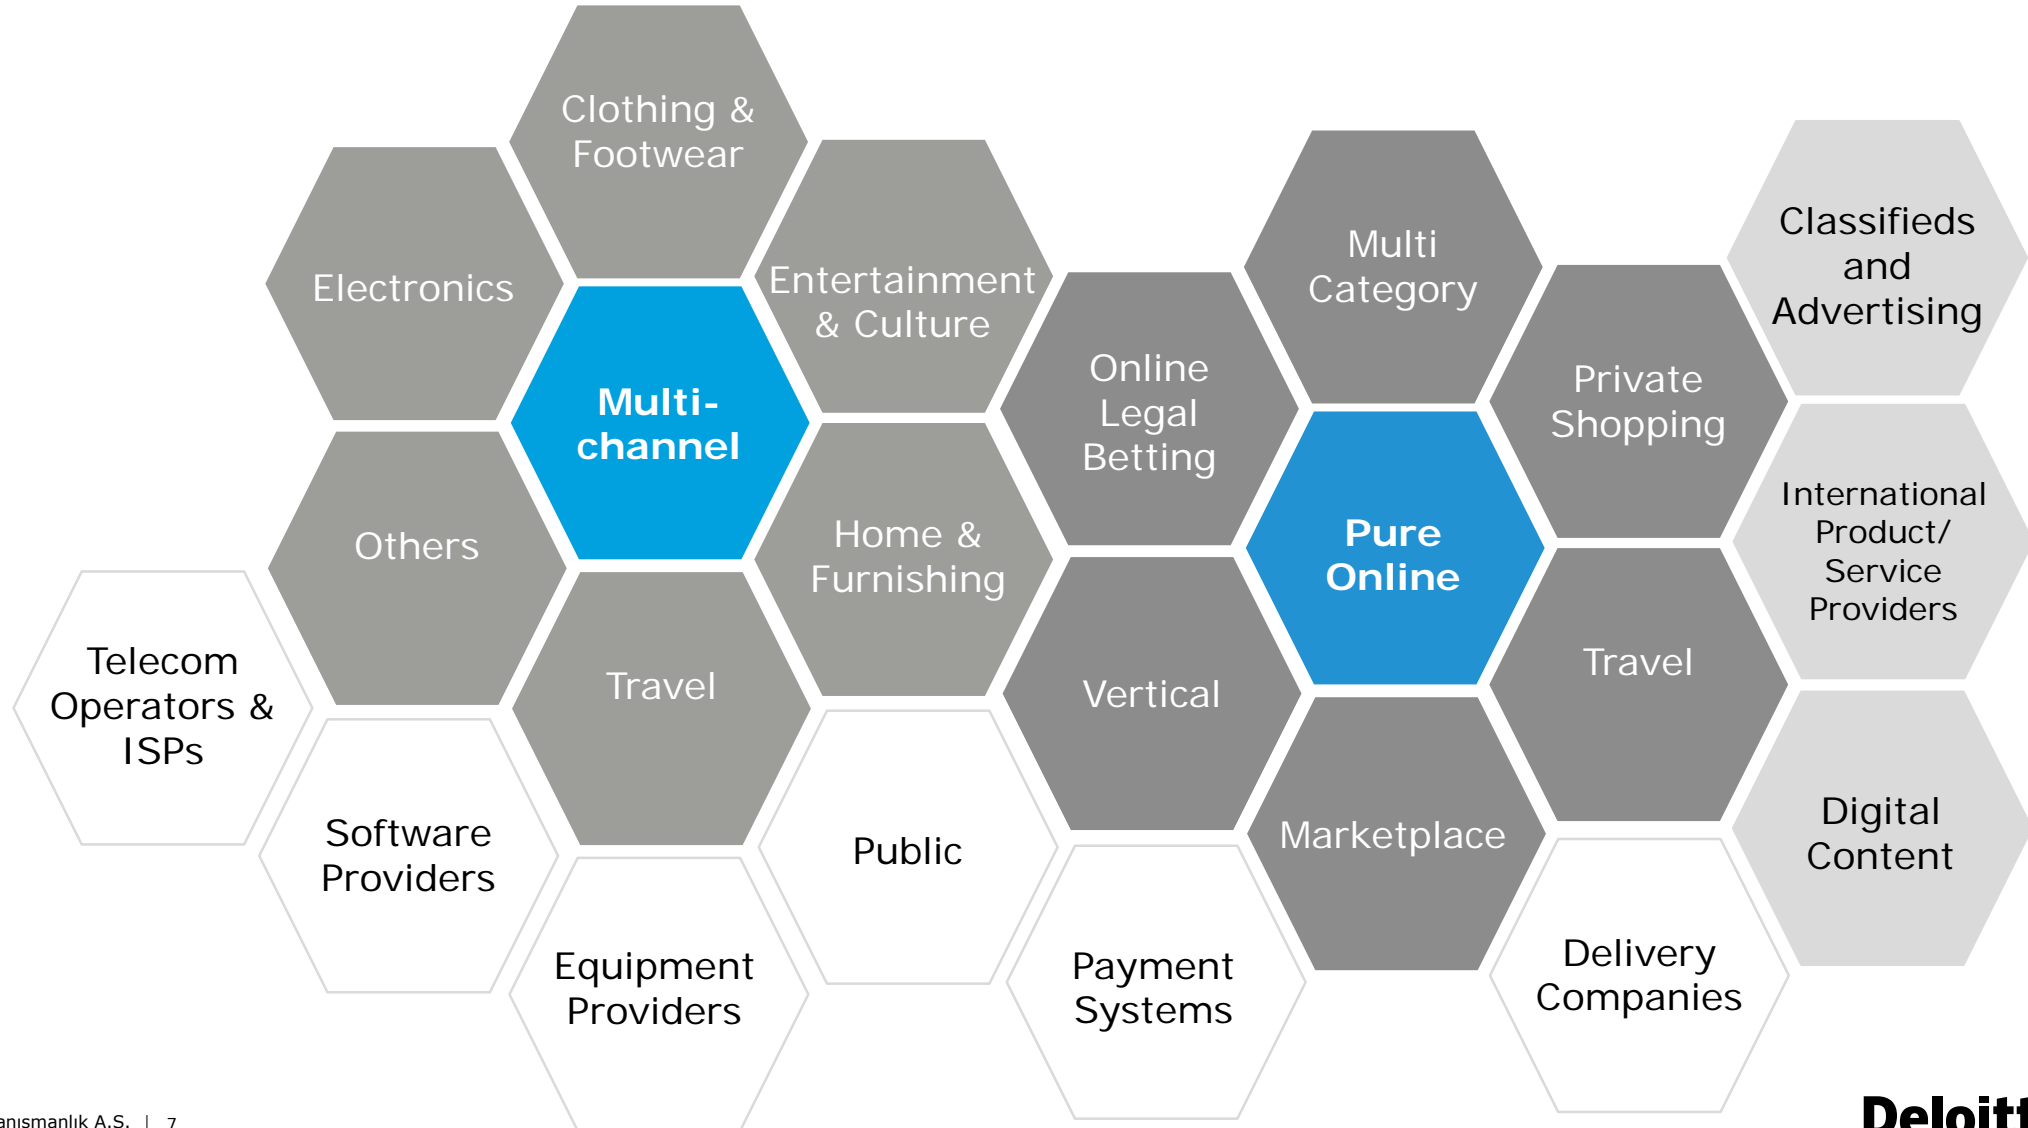 Clothing &
Footwear
Electronics
Entertainment
& Culture
Multi-
channel
Others
Home &
Furnishing
Travel
Multi
Category
Online
Legal
Betting
Private
Shopping
Pure
Online
Vertical
Travel
Marketplace
Classifieds
and
Advertising
International
Product/
Service
Providers
Digital
Content
Telecom
Operators &
ISPs
Software
Providers
Equipment
Providers
Public
Payment
Systems
Delivery
Companies
anısmanlık A.S. | 7
Deloitt